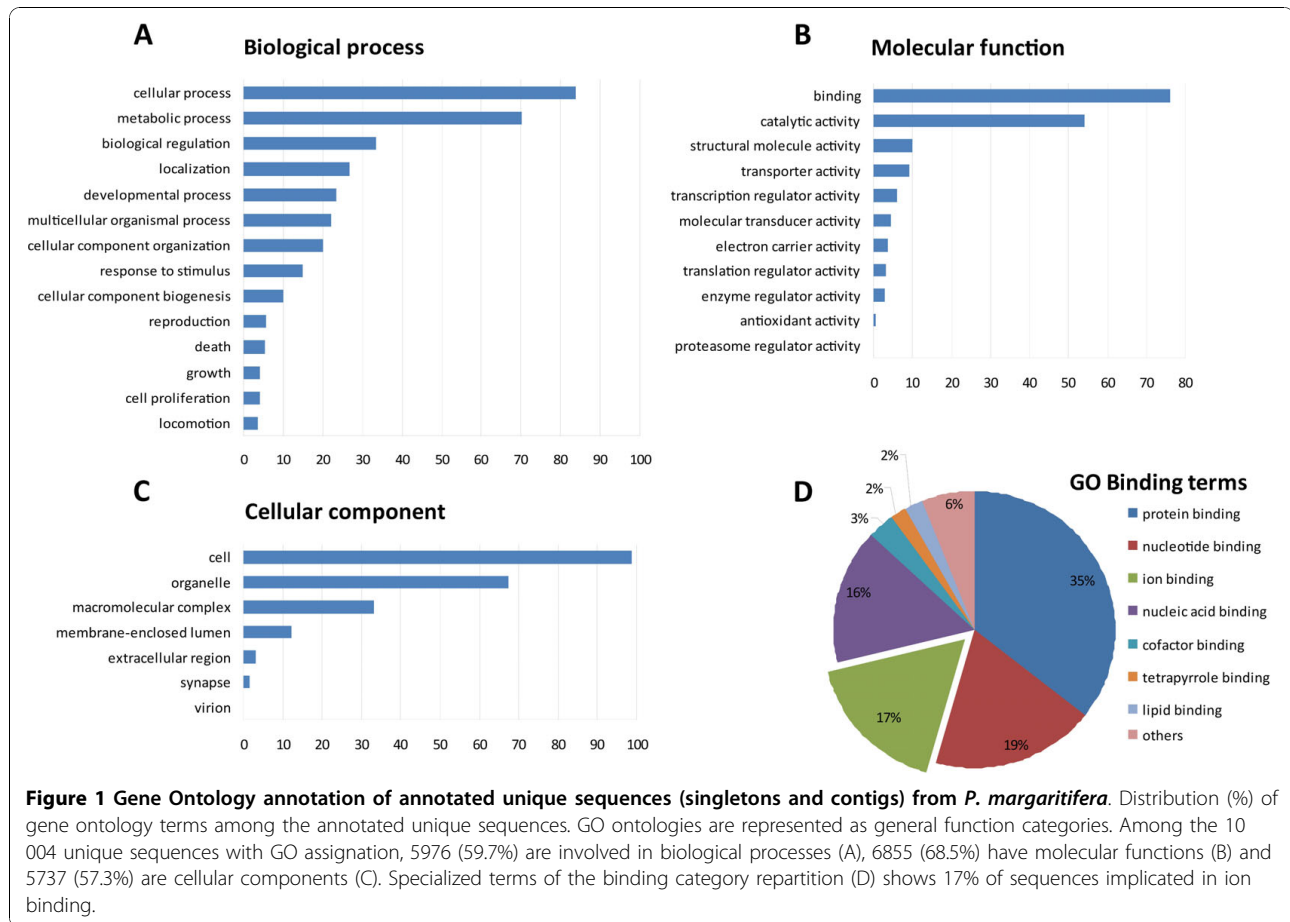 A
Biological process
cellular process
metabolic process
biological regulation
localization
developmental process
multicellular organismal process
cellular component organization
response to stimulus
cellular component biogenesis
reproduction
death
growth
cell proliferation
locomotion
0 10 20 30 40 50 60 70 80 90 100
B
Molecular function
binding
catalytic activity
structural molecule activity
transporter activity
transcription regulator activity
molecular transducer activity
electron carrier activity
translation regulator activity
enzyme regulator activity
antioxidant activity
proteasome regulator activity
0 10 20 30 40 50 60 70 80
C
Cellular component
cell
organelle
macromolecular complex
membrane-enclosed lumen
extracellular region
synapse
virion
0 10 20 30 40 50 60 70 80 90 100
D
GO Binding terms
2%
2%
3%
6%
35%
16%
17%
19%
protein binding
nucleotide binding
ion binding
nucleic acid binding
cofactor binding
tetrapyrrole binding
lipid binding
others
Figure 1 Gene Ontology annotation of annotated unique sequences (singletons and contigs) from P. margaritifera. Distribution (%) of
gene ontology terms among the annotated unique sequences. GO ontologies are represented as general function categories. Among the 10
004 unique sequences with GO assignation, 5976 (59.7%) are involved in biological processes (A), 6855 (68.5%) have molecular functions (B) and
5737 (57.3%) are cellular components (C). Specialized terms of the binding category repartition (D) shows 17% of sequences implicated in ion
binding.